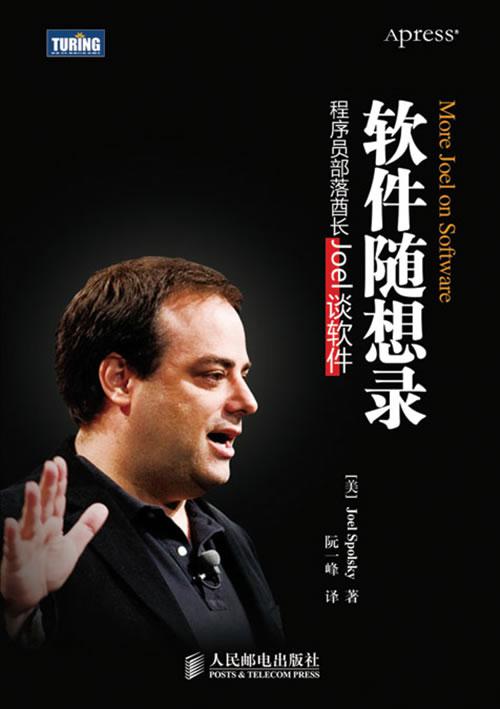 TURING
Apress®
More Joel on Software
软件随想录
程序员部落酋长Joel谈软件
[美] Joel Spolsky 著
阮一峰 译
人民邮电出版社
POSTS & TELECOM PRESS